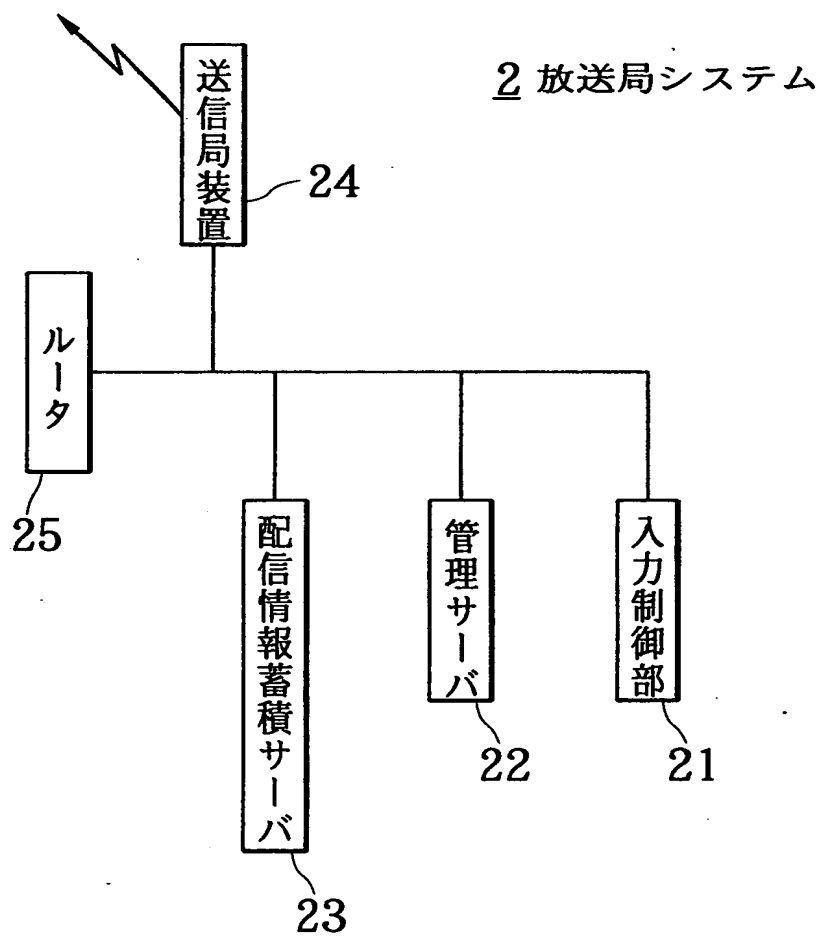 2 放送局システム
送信局装置
24
ルータ
25
配信情報蓄積サーバ
23
管理サーバ
22
入力制御部
21